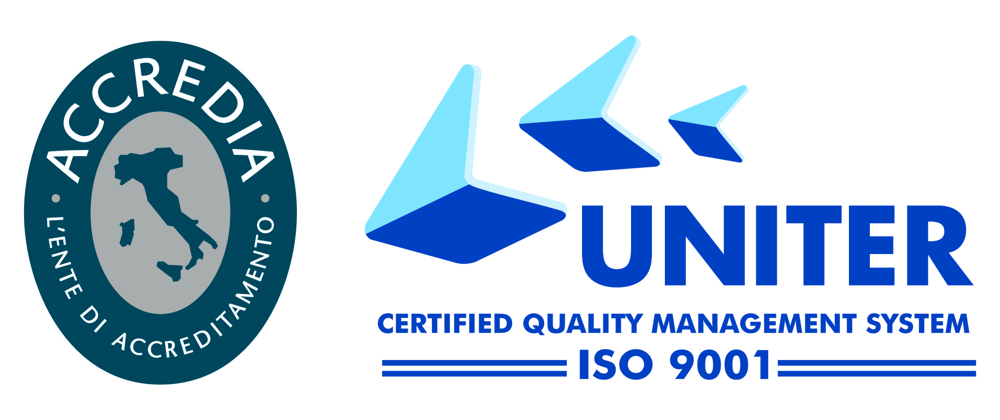 ACCREDIA
L'ENTE DI ACCREDITAMENTO
UNITER
CERTIFIED QUALITY MANAGEMENT SYSTEM
ISO 9001